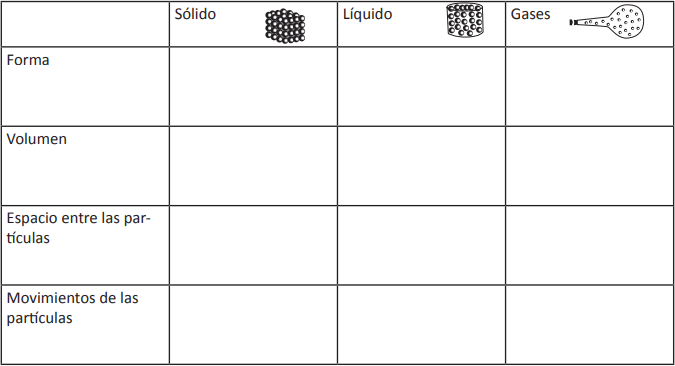 Sólido
Líquido
Gases
Forma
Volumen
Espacio entre las par-
tículas
Movimientos de las
partículas